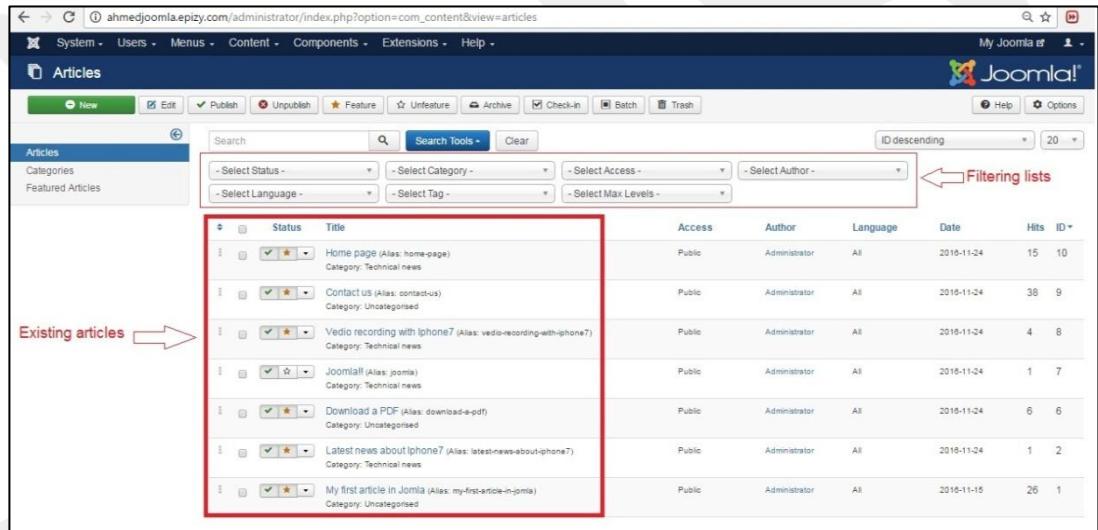 ahmedjoomla.epizy.com/administrator/index.php?option=com_content&view=articles
System Users Menus Content Components Extensions Help My Joomla
Articles Joomla!
New Edit Publish Unpublish Feature Unfeature Archive Check-in Batch Trash Help Options
Search Search Tools Clear ID descending 20
Articles
Categories
Featured Articles
- Select Status - - Select Category - - Select Access - - Select Author -
- Select Language - - Select Tag - - Select Max Levels -
Filtering lists
Status Title Access Author Language Date Hits ID
Home page (Alias: home-page) Public Administrator All 2016-11-24 15 10
Category: Technical news
Contact us (Alias: contact-us) Public Administrator All 2016-11-24 38 9
Category: Uncategorised
Existing articles
Vedio recording with Iphone7 (Alias: vedio-recording-with-iphone7) Public Administrator All 2016-11-24 4 8
Category: Technical news
Joomla!! (Alias: joomla) Public Administrator All 2016-11-24 1 7
Category: Technical news
Download a PDF (Alias: download-a-pdf) Public Administrator All 2016-11-24 6 6
Category: Uncategorised
Latest news about Iphone7 (Alias: latest-news-about-iphone7) Public Administrator All 2016-11-24 1 2
Category: Technical news
My first article in Jomla (Alias: my-first-article-in-jomla) Public Administrator All 2016-11-15 26 1
Category: Uncategorised